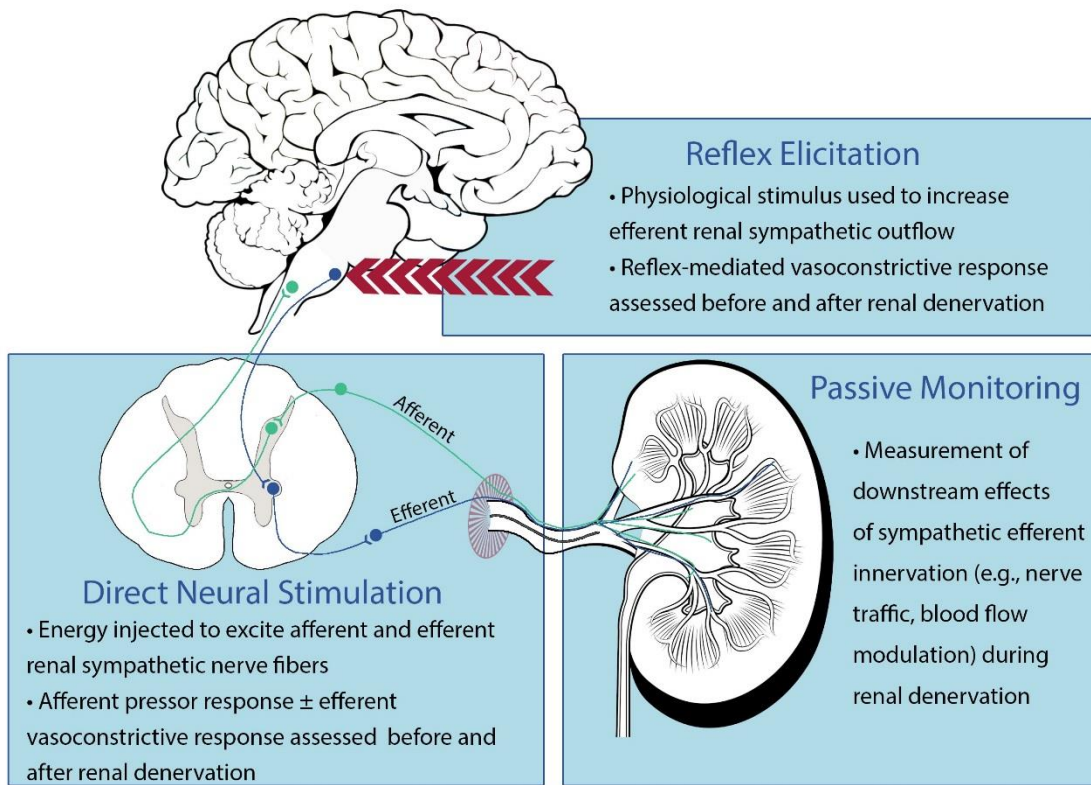 Reflex Elicitation
• Physiological stimulus used to increase
efferent renal sympathetic outflow
• Reflex-mediated vasoconstrictive response
assessed before and after renal denervation
Afferent
Efferent
Direct Neural Stimulation
• Energy injected to excite afferent and efferent
renal sympathetic nerve fibers
• Afferent pressor response ± efferent
vasoconstrictive response assessed before and
after renal denervation
Passive Monitoring
• Measurement of
downstream effects
of sympathetic efferent
innervation (e.g., nerve
traffic, blood flow
modulation) during
renal denervation